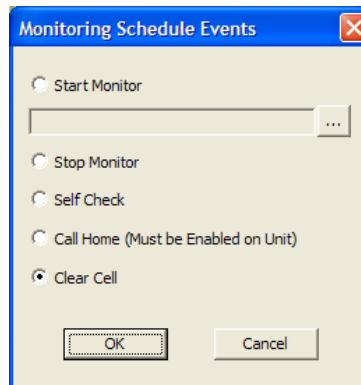 Monitoring Schedule Events
Start Monitor
...
Stop Monitor
Self Check
Call Home (Must be Enabled on Unit)
Clear Cell
OK Cancel